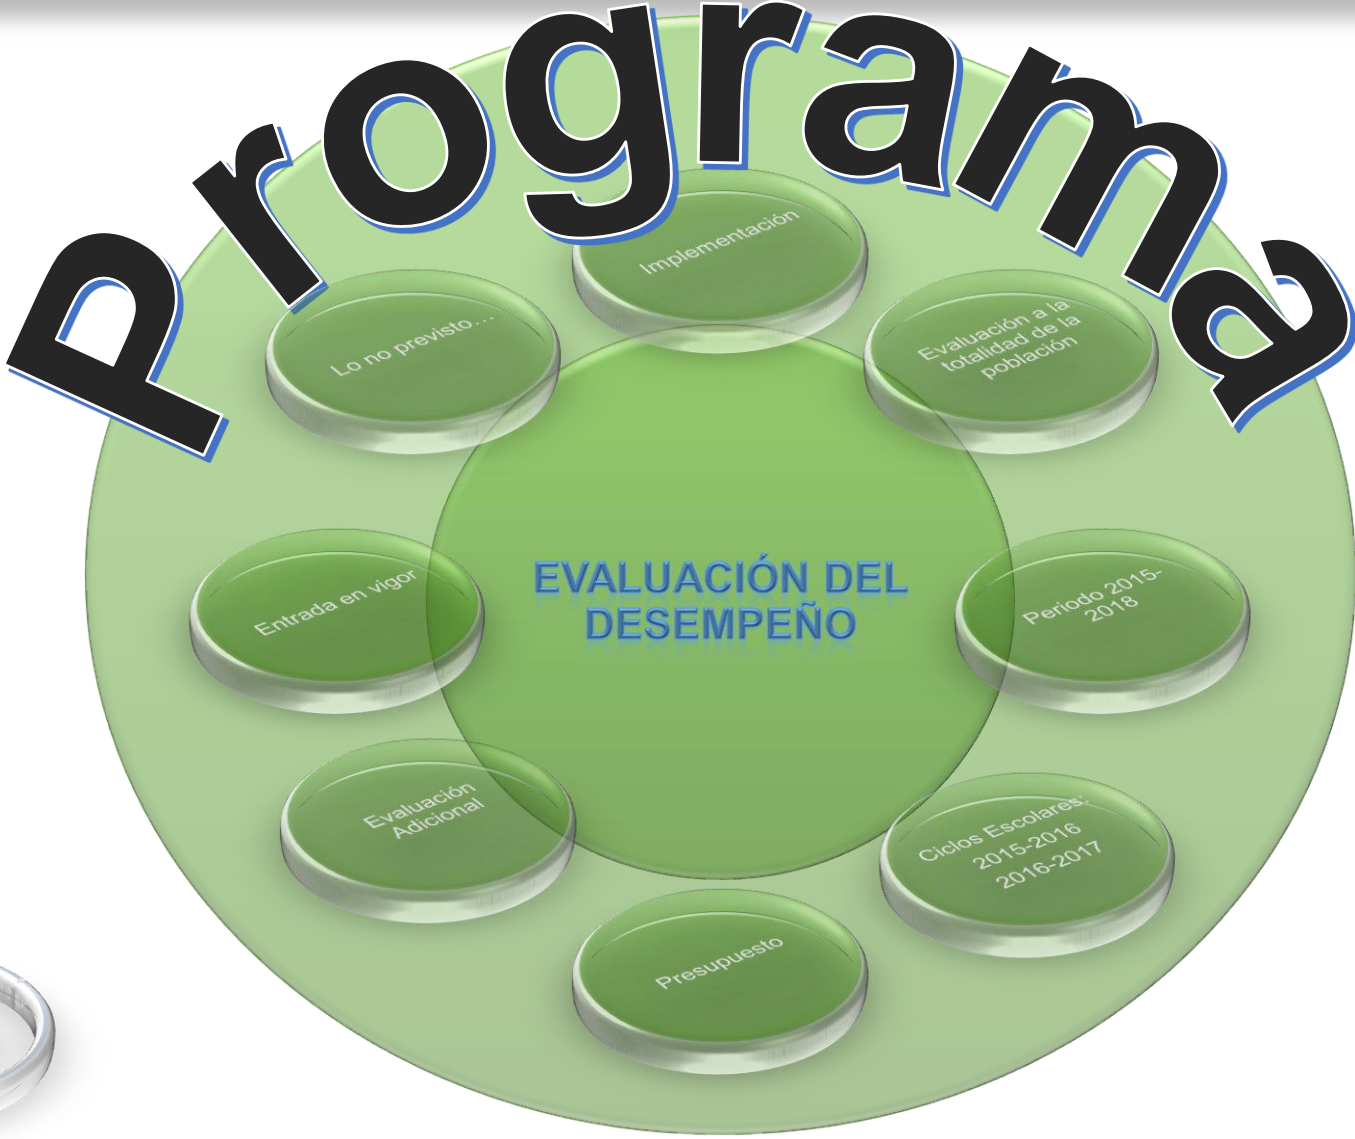 Programa
Implementación
Evaluación a la
totalidad de la
población
Periodo 2015-
2018
Ciclos Escolares:
2015-2016
2016-2017
Presupuesto
Evaluación
Adicional
Entrada en vigor
Lo no previsto...
EVALUACIÓN DEL
DESEMPEÑO